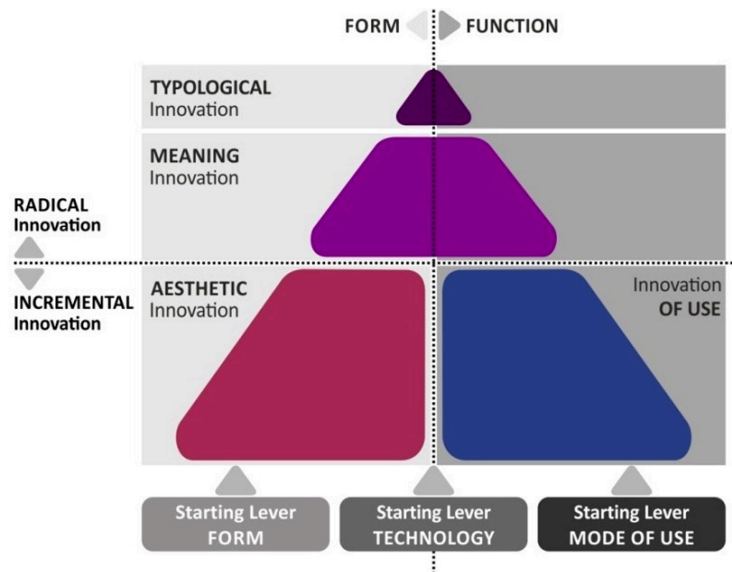 FORM
FUNCTION
TYPOLOGICAL
Innovation
MEANING
Innovation
RADICAL
Innovation
INCREMENTAL
Innovation
AESTHETIC
Innovation
Innovation
OF USE
Starting Lever
FORM
Starting Lever
TECHNOLOGY
Starting Lever
MODE OF USE